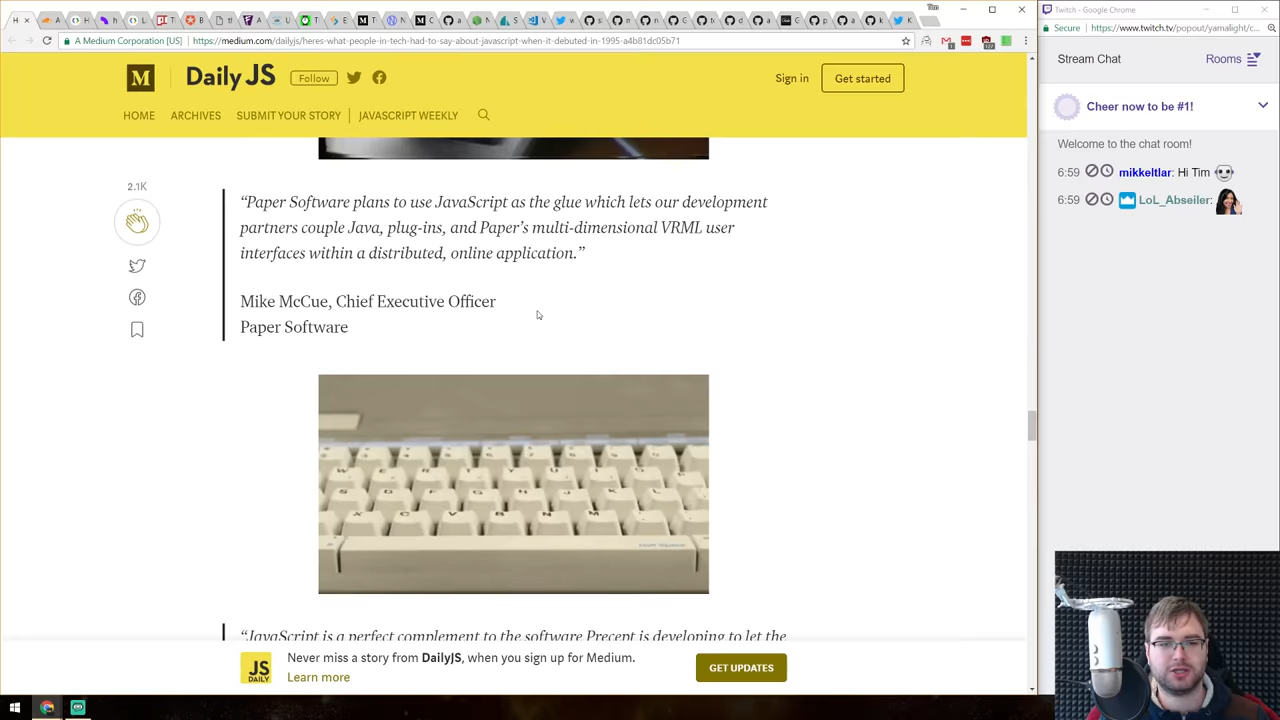 Twitch - Google Chrome
A Medium Corporation [US]
https://medium.com/dailyjs/heres-what-people-in-tech-had-to-say-about-javascript-when-it-debuted-in-1995-a4b81dc05b71
Secure
https://www.twitch.tv/popout/yamalight/c...
M
Daily JS
Follow
Sign in
Get started
HOME
ARCHIVES
SUBMIT YOUR STORY
JAVASCRIPT WEEKLY
Stream Chat
Rooms
Cheer now to be #1!
Welcome to the chat room!
6:59 mikkeltlar: Hi Tim
6:59 LoL_Abseiler:
2.1K
“Paper Software plans to use JavaScript as the glue which lets our development
partners couple Java, plug-ins, and Paper’s multi-dimensional VRML user
interfaces within a distributed, online application.”
Mike McCue, Chief Executive Officer
Paper Software
W E R T Y U I
S G H J K L
X C V B N M
“JavaScript is a perfect complement to the software Precept is developing to let the
JS
DAILY
Never miss a story from DailyJS, when you sign up for Medium.
Learn more
GET UPDATES